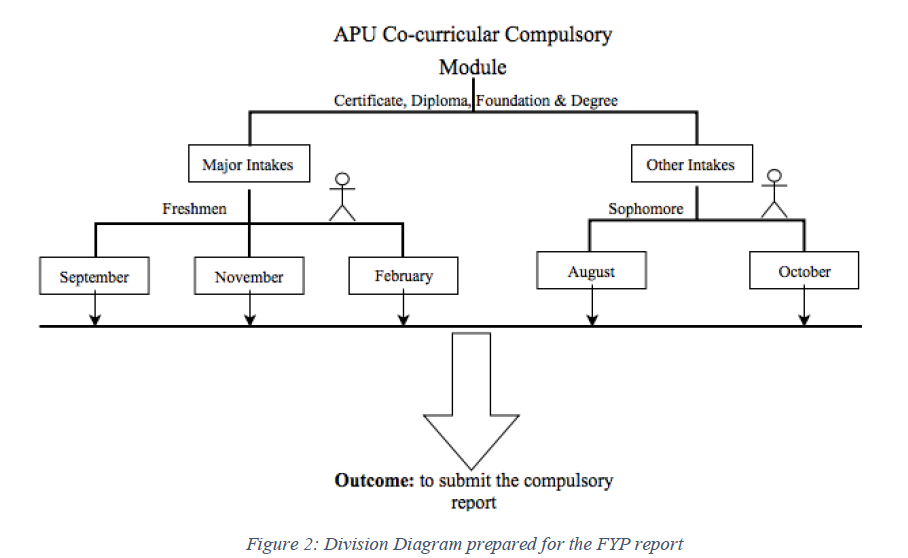 APU Co-curricular Compulsory
Module
Certificate, Diploma, Foundation & Degree
Major Intakes
Other Intakes
Freshmen
Sophomore
September
November
February
August
October
Outcome: to submit the compulsory
report
Figure 2: Division Diagram prepared for the FYP report